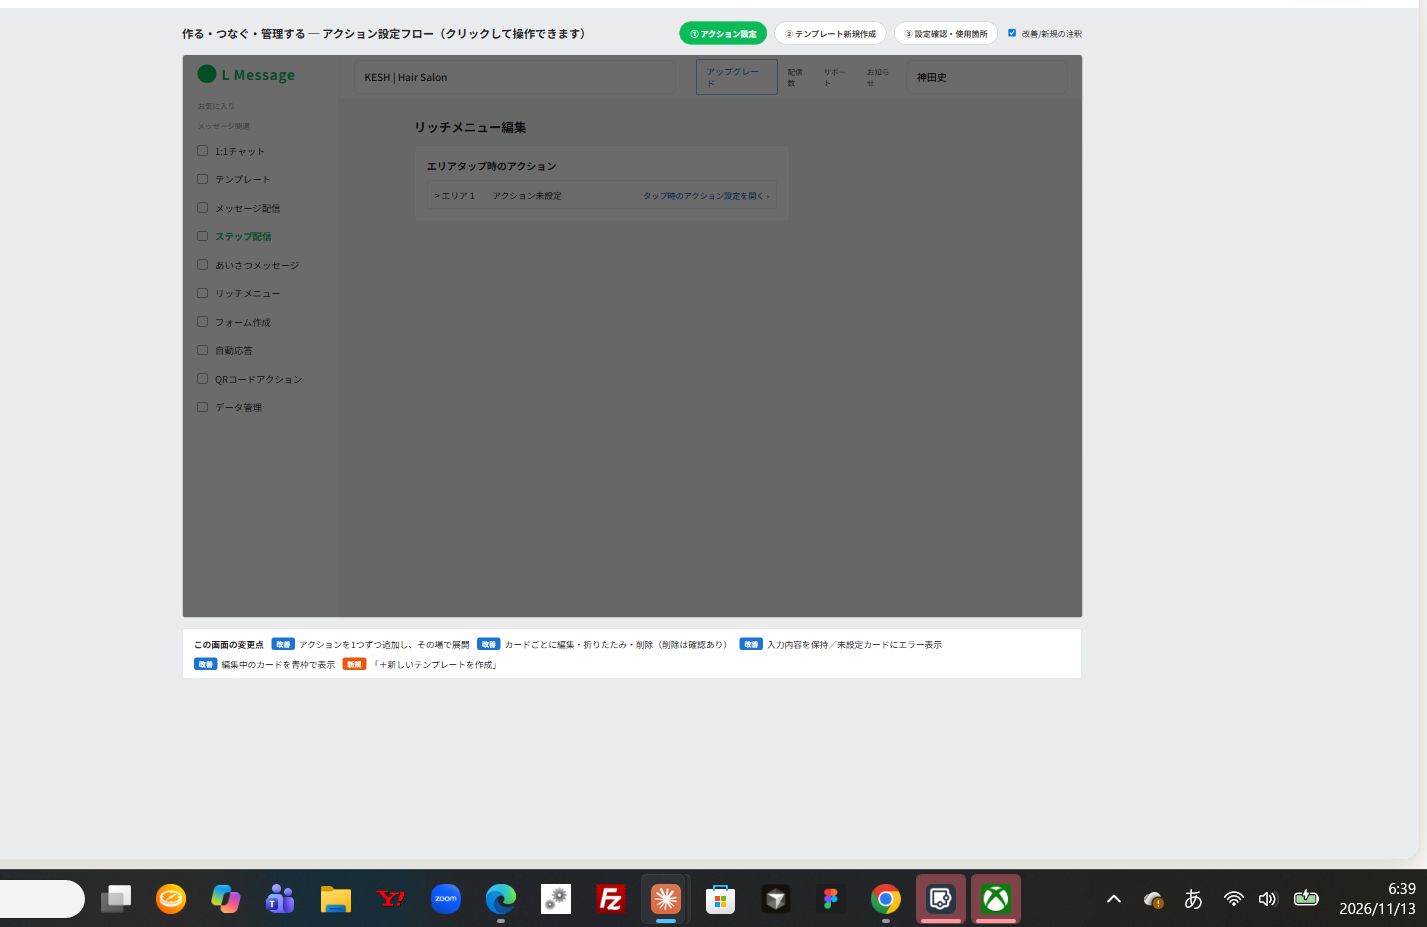 作る・つなぐ・管理する ― アクション設定フロー（クリックして操作できます）
① アクション設定
② テンプレート新規作成
③ 設定確認・使用箇所
改善/新規の注釈
L Message
KESH | Hair Salon
アップグレー
ド
配信
数
サポー
ト
お知ら
せ
神田史
お気に入り
メッセージ関連
1:1チャット
テンプレート
メッセージ配信
ステップ配信
あいさつメッセージ
リッチメニュー
フォーム作成
自動応答
QRコードアクション
データ管理
リッチメニュー編集
エリアタップ時のアクション
> エリア 1 アクション未設定 タップ時のアクション設定を開く ›
この画面の変更点 改善 アクションを1つずつ追加し、その場で展開 改善 カードごとに編集・折りたたみ・削除（削除は確認あり） 改善 入力内容を保持／未設定カードにエラー表示
改善 編集中のカードを青枠で表示 新規 「＋新しいテンプレートを作成」
zoom
あ
6:39
2026/11/13